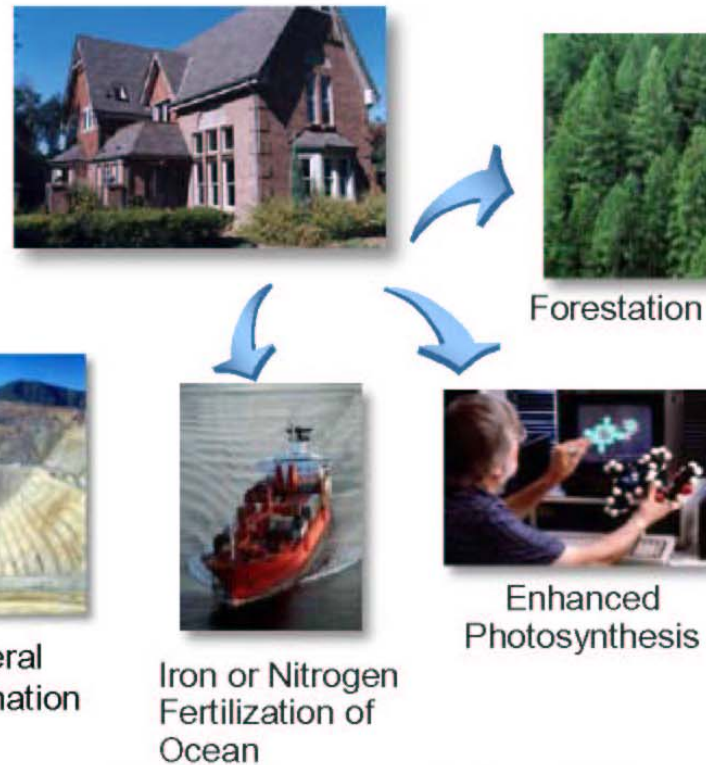 Forestation
Enhanced
Photosynthesis
Iron or Nitrogen
Fertilization of
Ocean